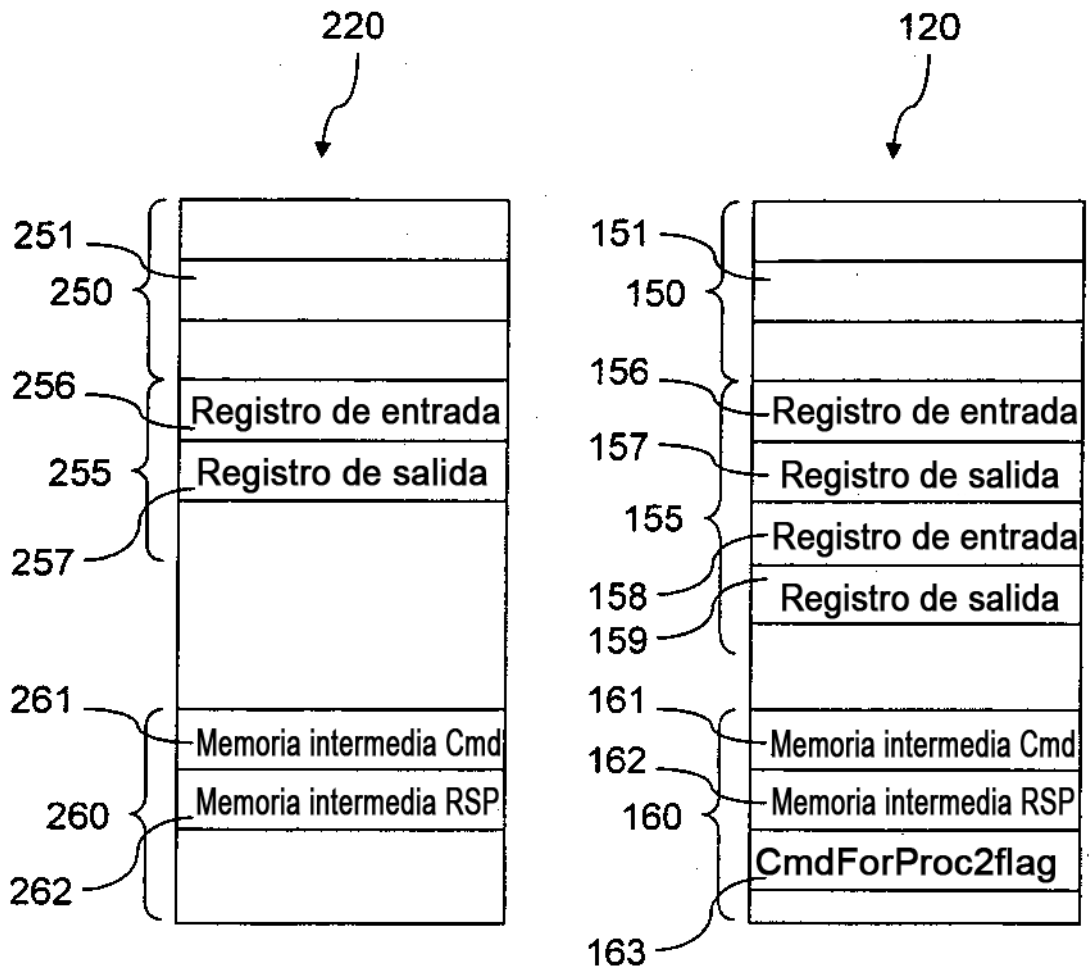 220
120
251
250
256
Registro de entrada
255
Registro de salida
257
261
Memoria intermedia Cmd
260
Memoria intermedia RSP
262
151
150
156
Registro de entrada
157
Registro de salida
155
Registro de entrada
158
Registro de salida
159
161
Memoria intermedia Cmd
162
Memoria intermedia RSP
160
CmdForProc2flag
163